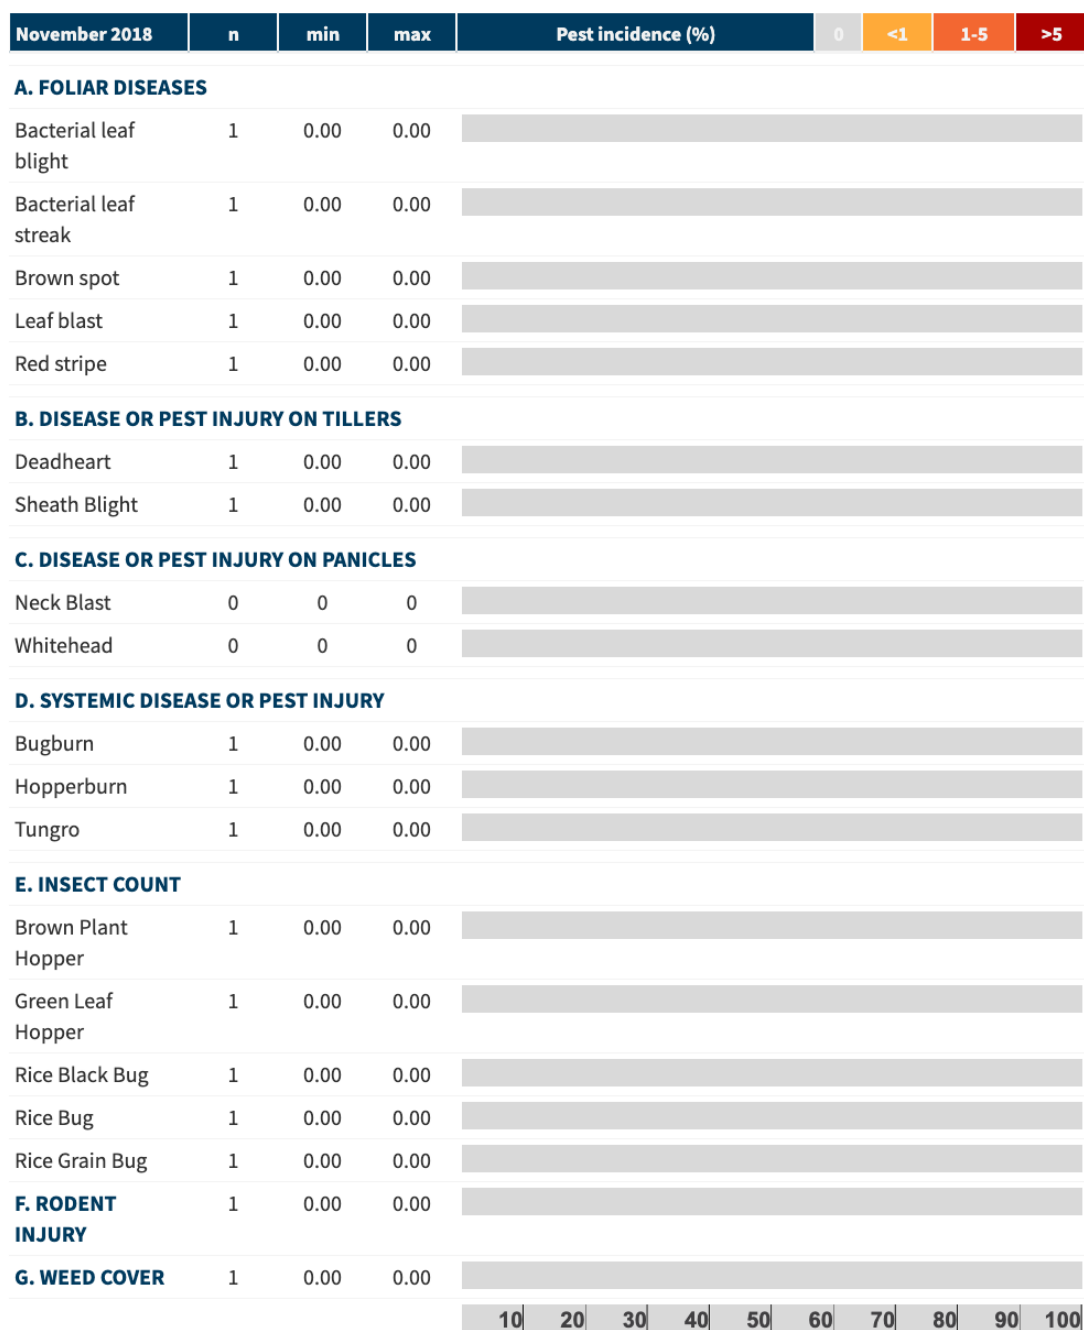 November 2018 n min max Pest incidence (%) 0 <1 1-5 >5
A. FOLIAR DISEASES
Bacterial leaf 1 0.00 0.00
blight
Bacterial leaf 1 0.00 0.00
streak
Brown spot 1 0.00 0.00
Leaf blast 1 0.00 0.00
Red stripe 1 0.00 0.00
B. DISEASE OR PEST INJURY ON TILLERS
Deadheart 1 0.00 0.00
Sheath Blight 1 0.00 0.00
C. DISEASE OR PEST INJURY ON PANICLES
Neck Blast 0 0 0
Whitehead 0 0 0
D. SYSTEMIC DISEASE OR PEST INJURY
Bugburn 1 0.00 0.00
Hopperburn 1 0.00 0.00
Tungro 1 0.00 0.00
E. INSECT COUNT
Brown Plant 1 0.00 0.00
Hopper
Green Leaf 1 0.00 0.00
Hopper
Rice Black Bug 1 0.00 0.00
Rice Bug 1 0.00 0.00
Rice Grain Bug 1 0.00 0.00
F. RODENT 1 0.00 0.00
INJURY
G. WEED COVER 1 0.00 0.00
10 20 30 40 50 60 70 80 90 100